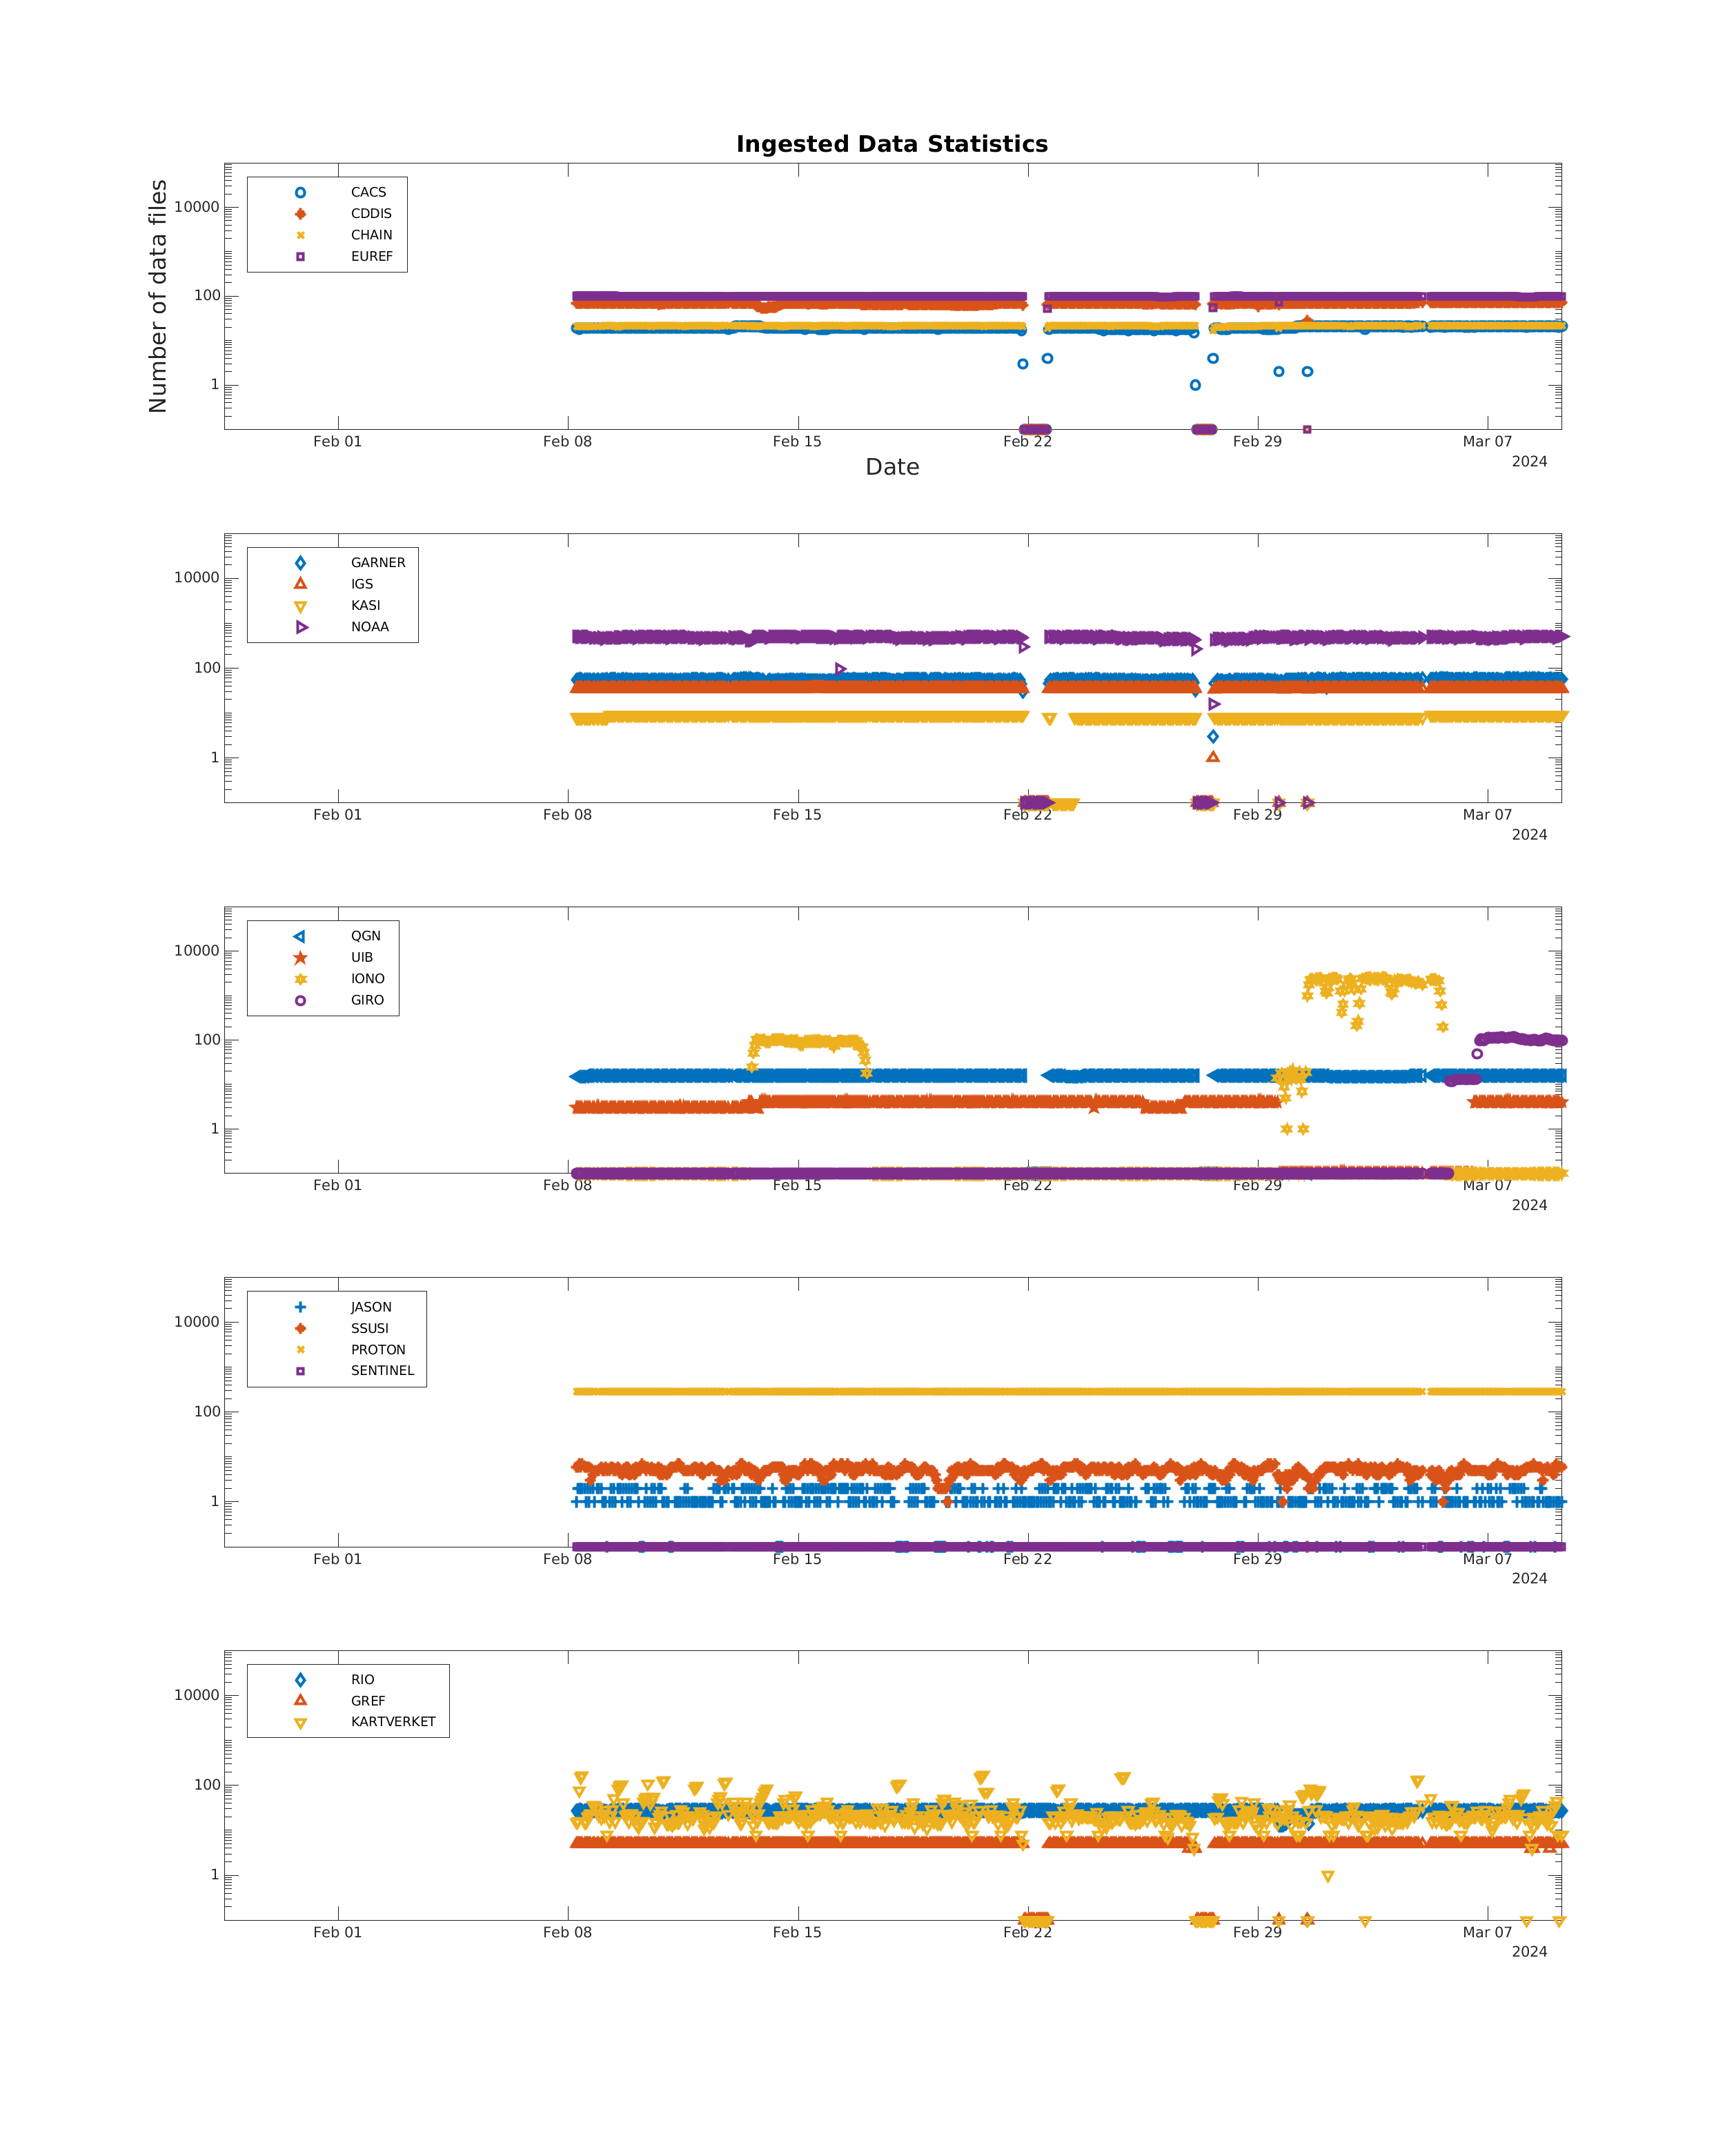 Ingested Data Statistics
Number of data files
10000
100
1
CACS
CDDIS
CHAIN
EUREF
Feb 01 Feb 08 Feb 15 Feb 22 Feb 29 Mar 07
2024
Date
10000
100
1
GARNER
IGS
KASI
NOAA
Feb 01 Feb 08 Feb 15 Feb 22 Feb 29 Mar 07
2024
10000
100
1
QGN
UIB
IONO
GIRO
Feb 01 Feb 08 Feb 15 Feb 22 Feb 29 Mar 07
2024
10000
100
1
JASON
SSUSI
PROTON
SENTINEL
Feb 01 Feb 08 Feb 15 Feb 22 Feb 29 Mar 07
2024
10000
100
1
RIO
GREF
KARTVERKET
Feb 01 Feb 08 Feb 15 Feb 22 Feb 29 Mar 07
2024